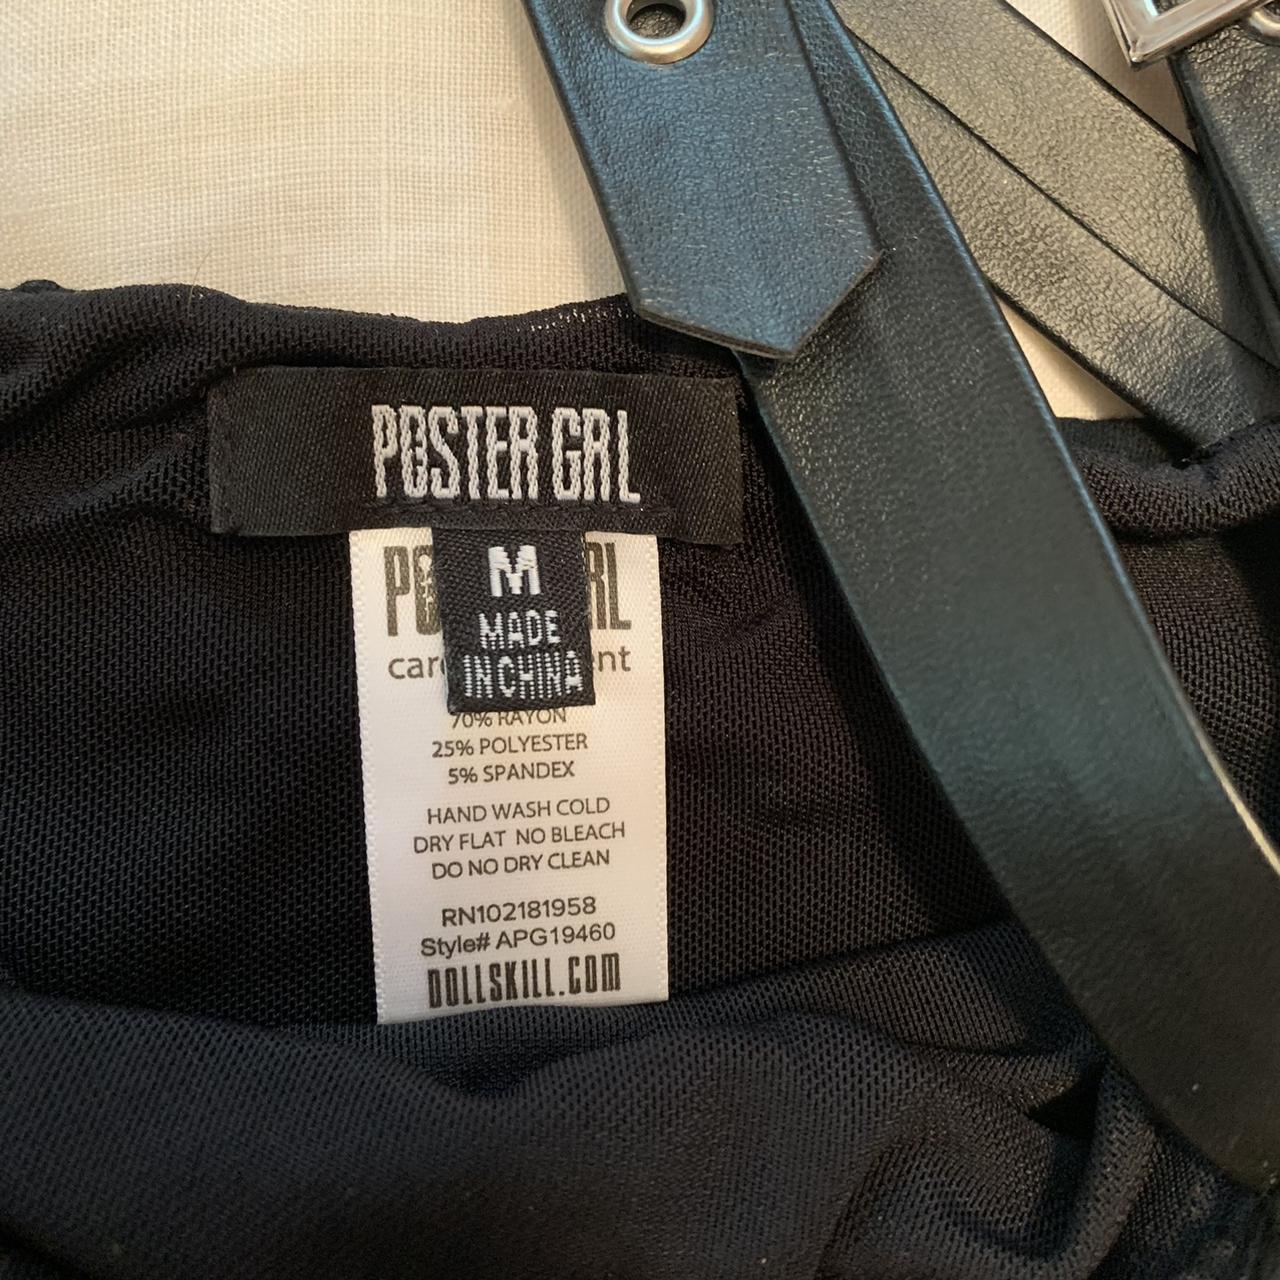 POSTER GRL
M
MADE
IN CHINA
70% RAYON
25% POLYESTER
5% SPANDEX
HAND WASH COLD
DRY FLAT NO BLEACH
DO NO DRY CLEAN
RN102181958
Style# APG19460
DOLLSKILL.COM